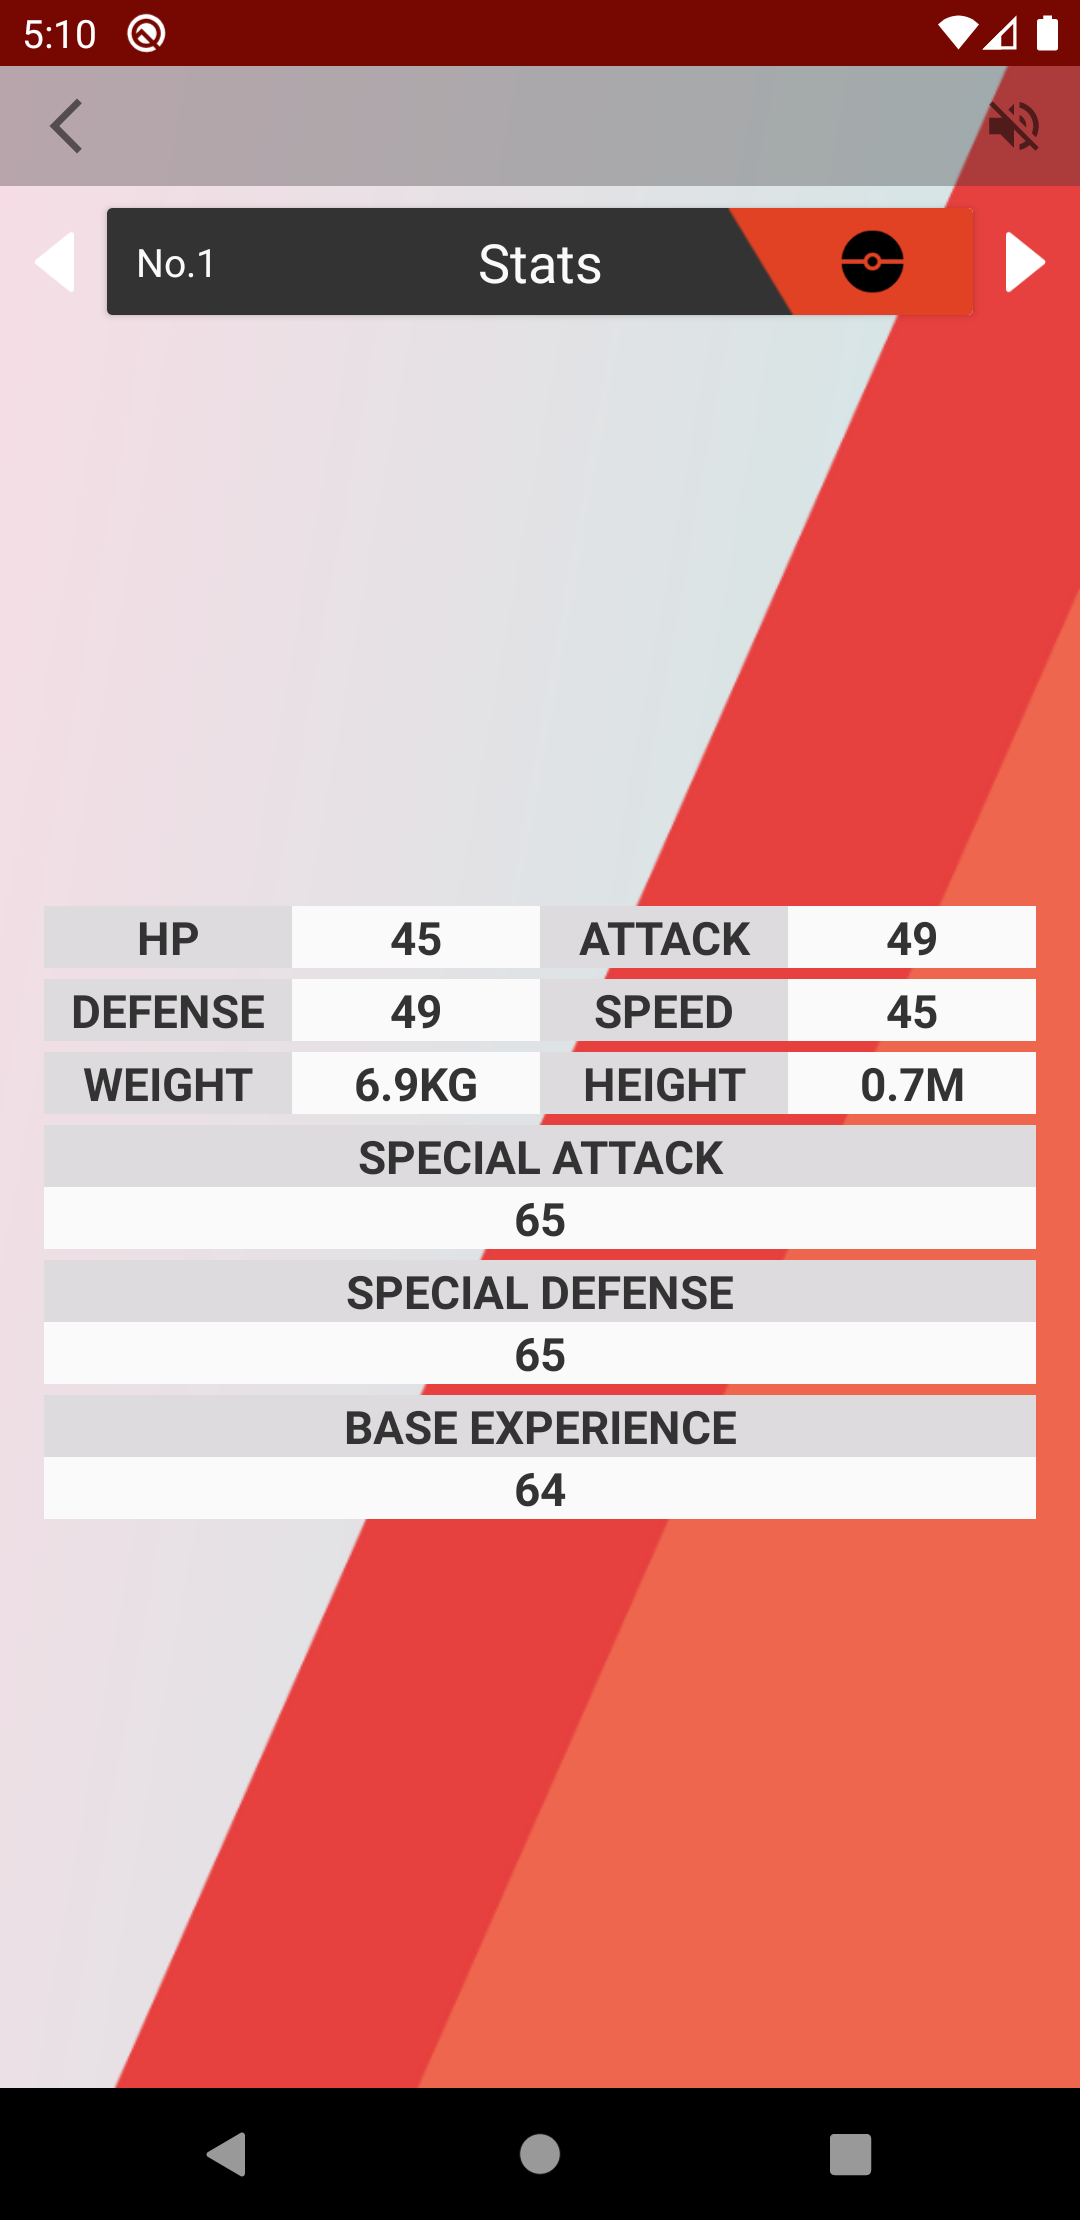 5:10
No.1 Stats
HP 45 ATTACK 49
DEFENSE 49 SPEED 45
WEIGHT 6.9KG HEIGHT 0.7M
SPECIAL ATTACK
65
SPECIAL DEFENSE
65
BASE EXPERIENCE
64